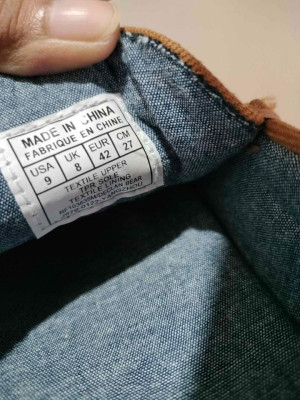 MADE IN CHINA
FABRIQUE EN CHINE
USA UK EUR CM
9 8 42 27
TEXTILE UPPER
TPR SOLE
TEXTILE LINING